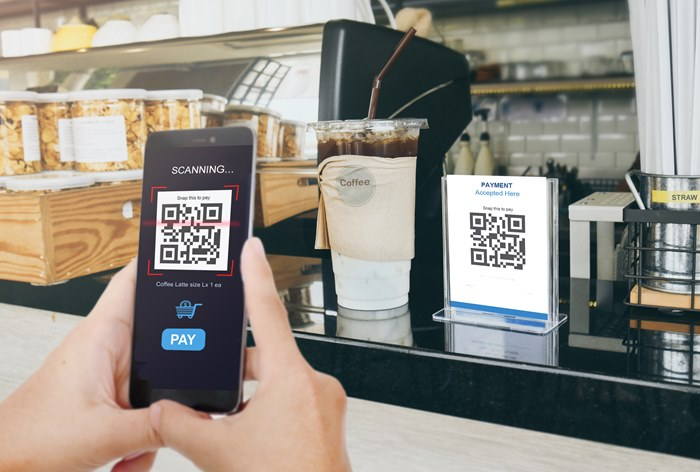 SCANNING...
Snap this to pay
Coffee Latte size Lx 1 ea
PAY
Coffee
PAYMENT
Accepted Here
Snap this to pay
STRAW